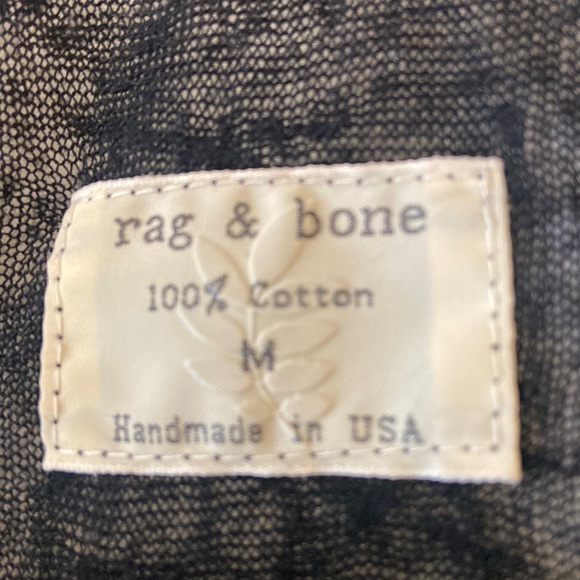 rag & bone
100% Cotton
M
Handmade in USA